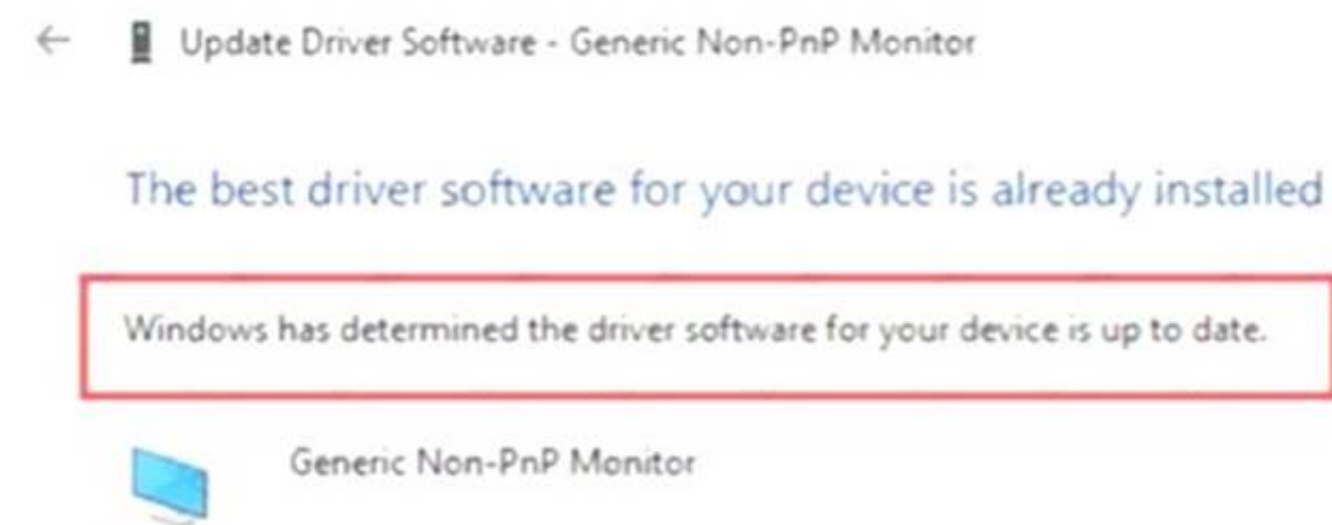 Update Driver Software - Generic Non-PnP Monitor
The best driver software for your device is already installed
Windows has determined the driver software for your device is up to date.
Generic Non-PnP Monitor